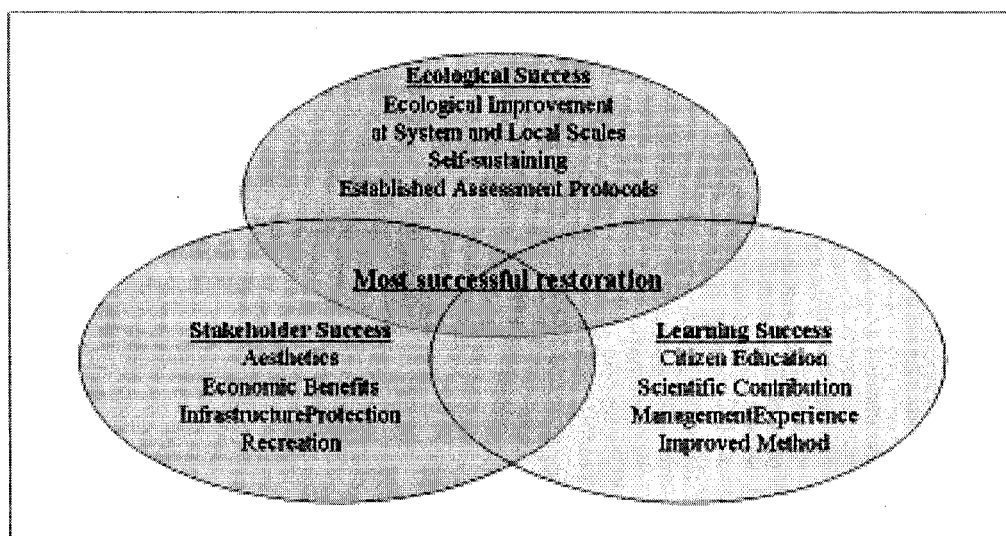 Ecological Success
Ecological Improvement
at System and Local Scales
Self-sustaining
Established Assessment Protocols
Most successful restoration
Stakeholder Success
Aesthetics
Economic Benefits
InfrastructureProtection
Recreation
Learning Success
Citizen Education
Scientific Contribution
ManagementExperience
Improved Method